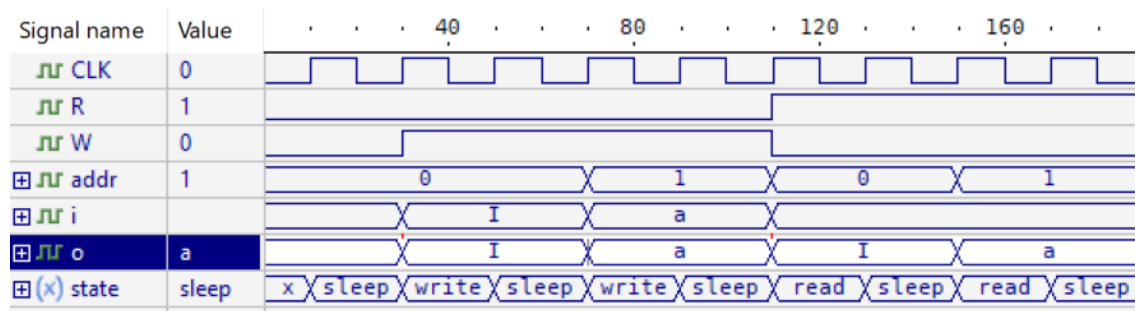 Signal name Value 40 80 120 160
CLK 0
R 1
W 0
addr 1 0 1 0 1
i I a
o a I a I a
state sleep x sleep write sleep write sleep read sleep read sleep